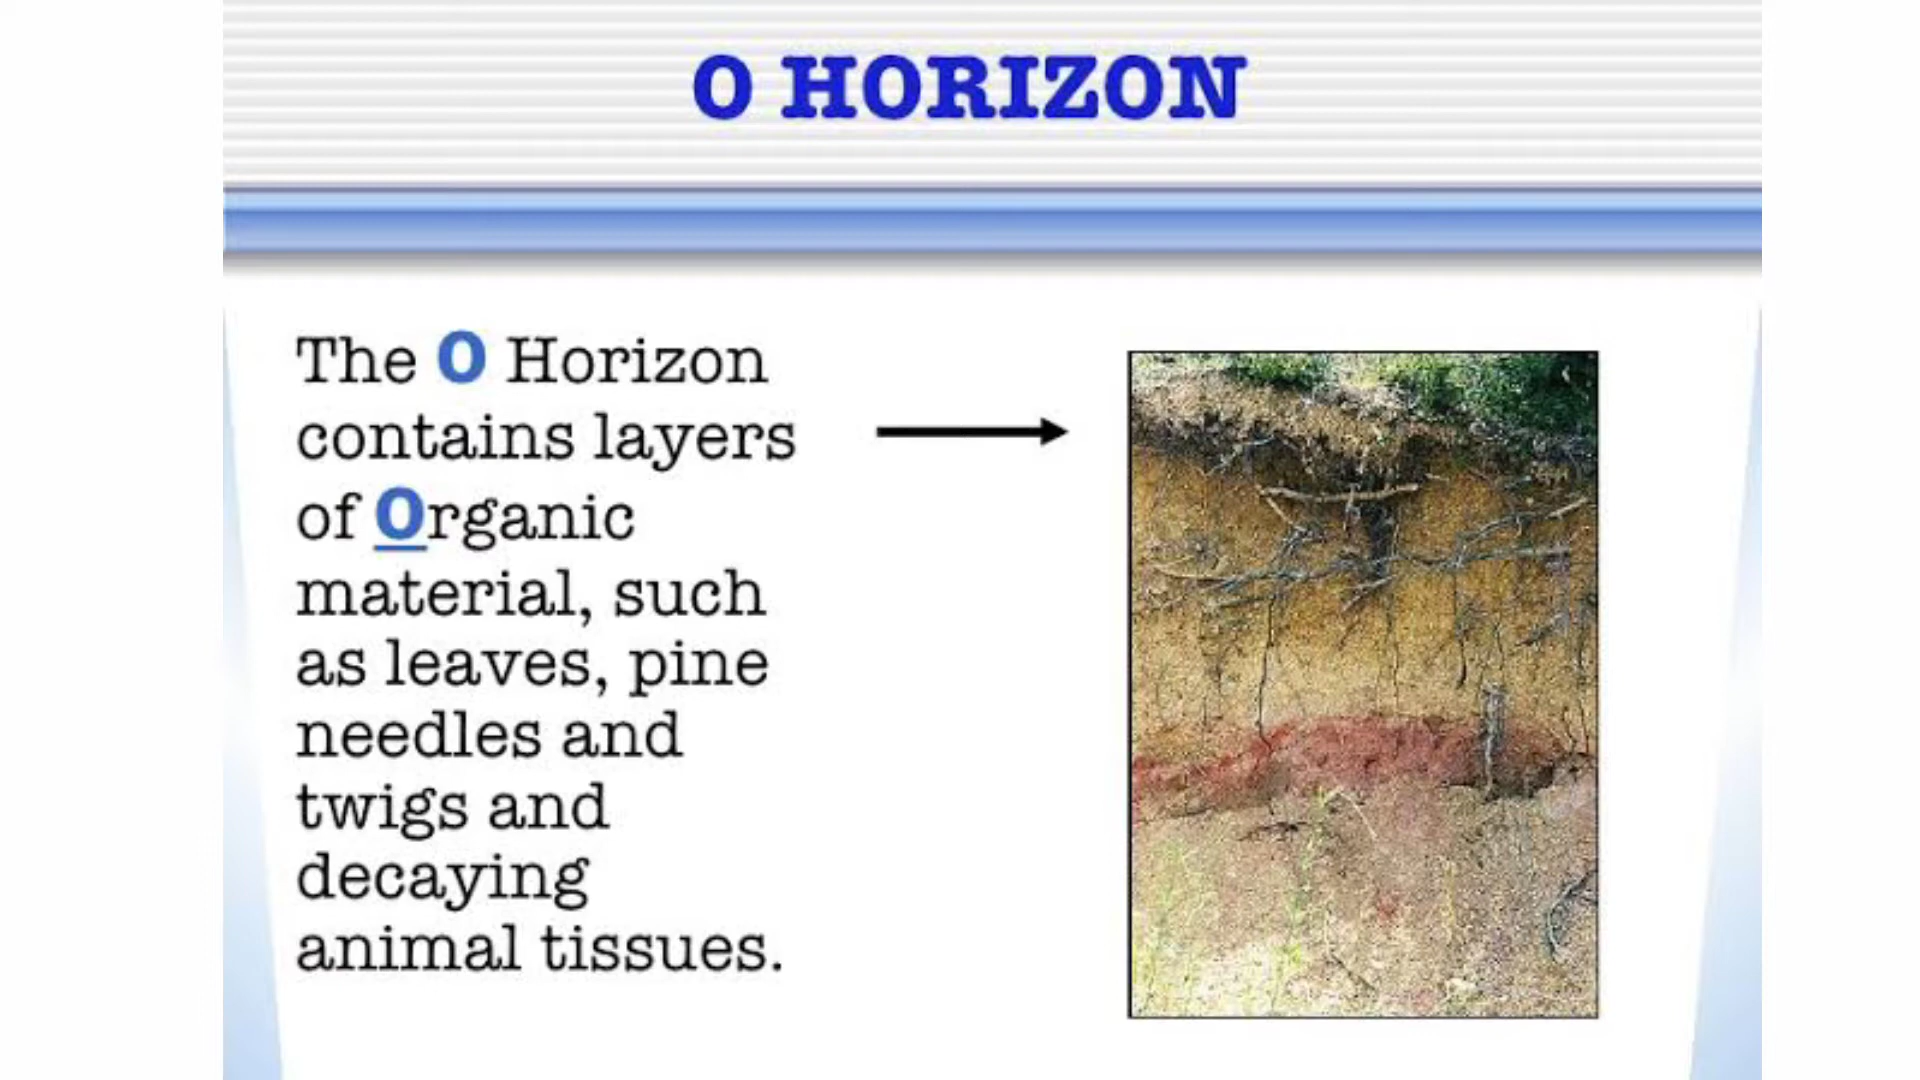 O HORIZON
The O Horizon
contains layers
of Organic
material, such
as leaves, pine
needles and
twigs and
decaying
animal tissues.